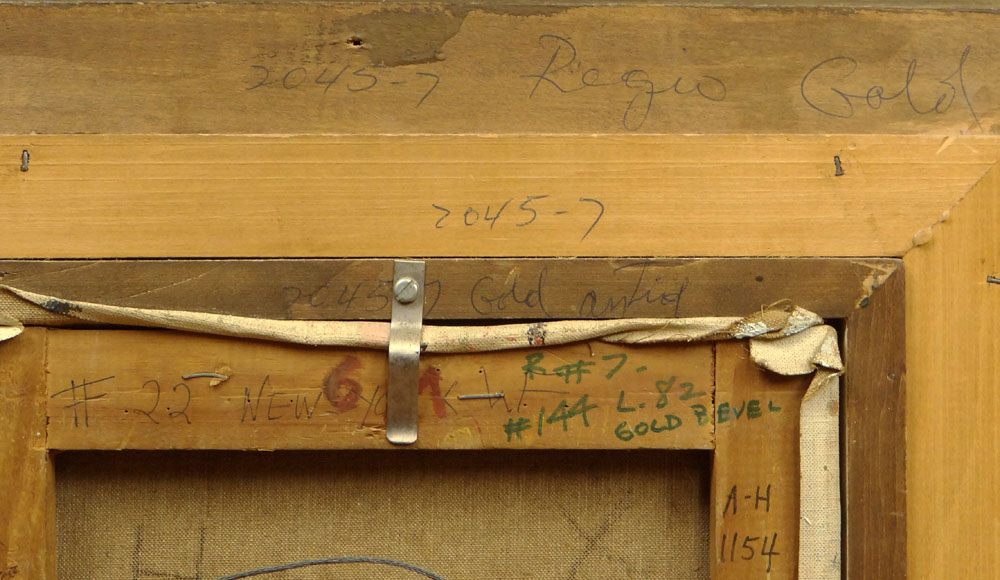 2045-7 Regio Gold
2045-7
2045-7 Gold antiq
# 22 NEW YORK WF
R #7.
#144 L. 82
GOLD BEVEL
A-H
1154